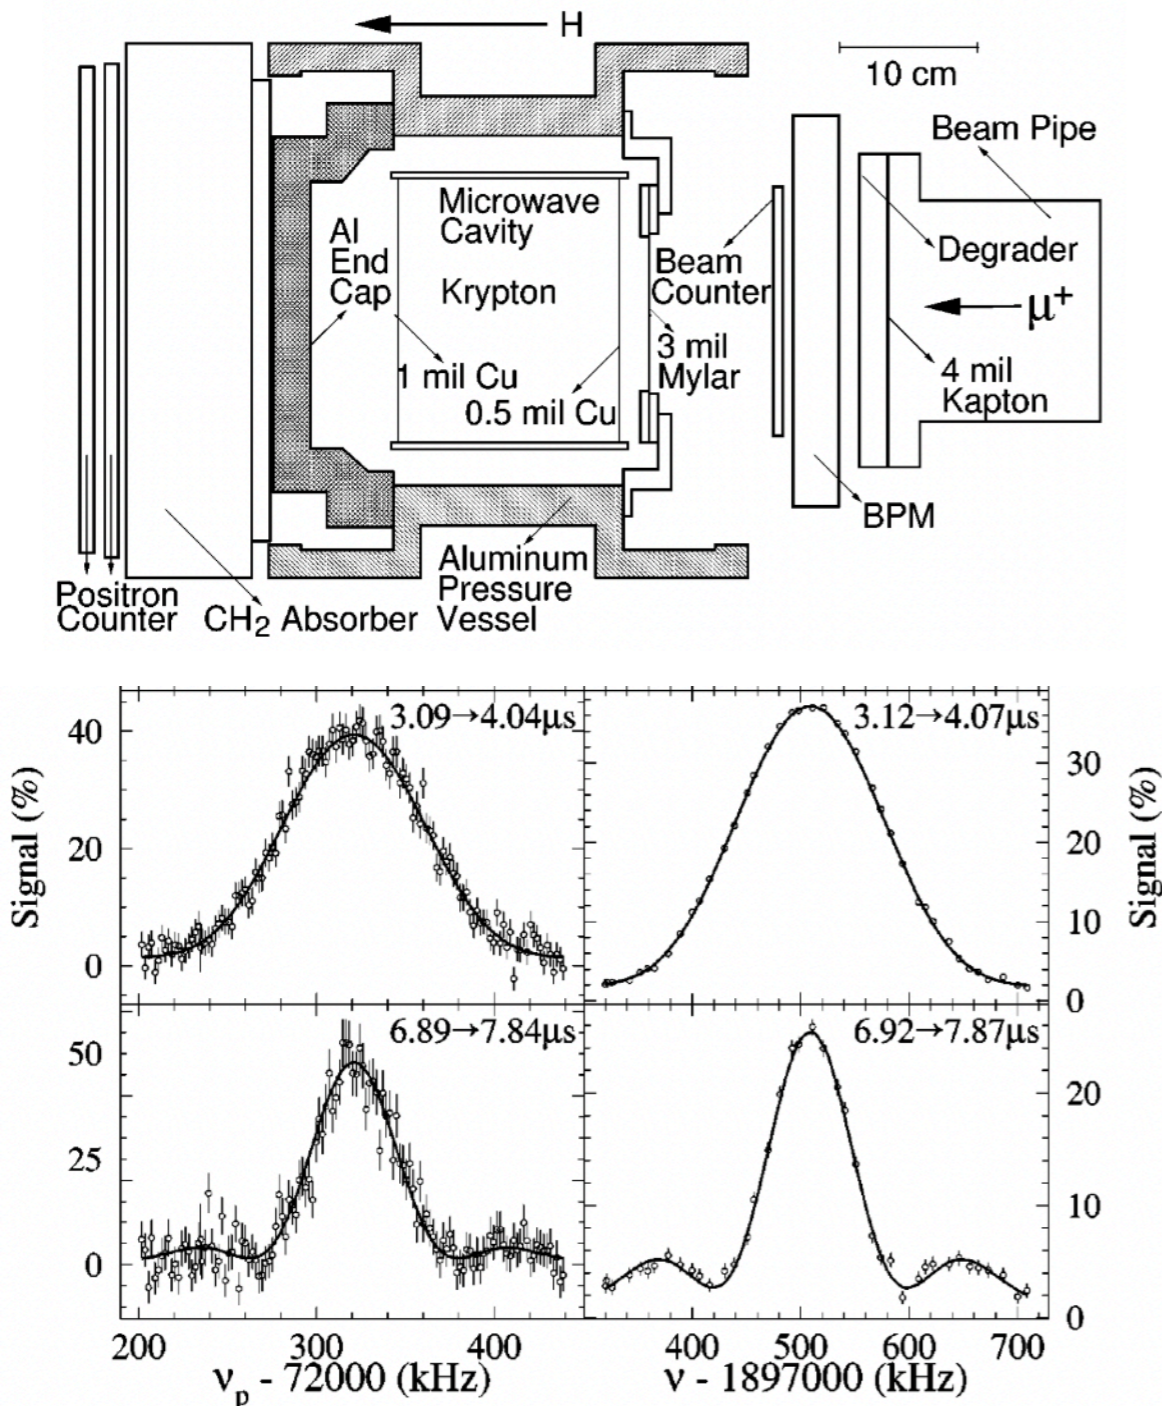 H
10 cm
Beam Pipe
Microwave
Cavity
Al
End
Cap
Krypton
Beam
Counter
Degrader
μ+
3 mil
Mylar
1 mil Cu
0.5 mil Cu
4 mil
Kapton
BPM
Aluminum
Pressure
Vessel
Positron
Counter
CH2 Absorber
3.09→4.04μs
3.12→4.07μs
40
20
0
Signal (%)
30
20
10
0
Signal (%)
6.89→7.84μs
6.92→7.87μs
50
25
0
20
10
0
200 300 400
400 500 600 700
νp - 72000 (kHz)
ν - 1897000 (kHz)